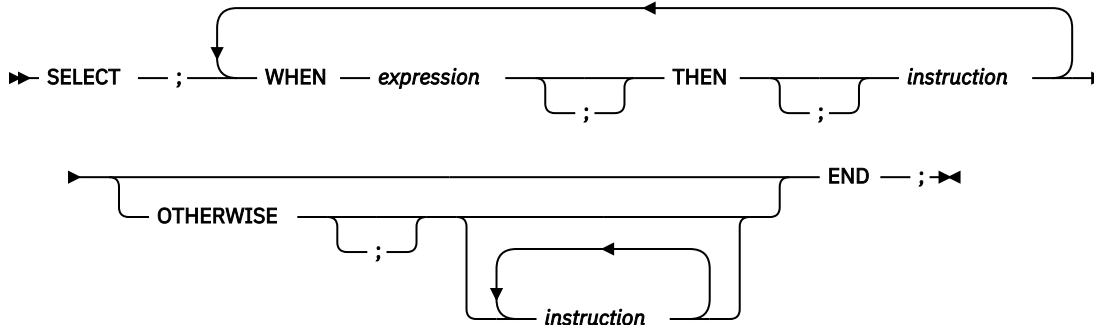 SELECT ; WHEN expression THEN instruction
; ;
END ;
OTHERWISE
;
instruction